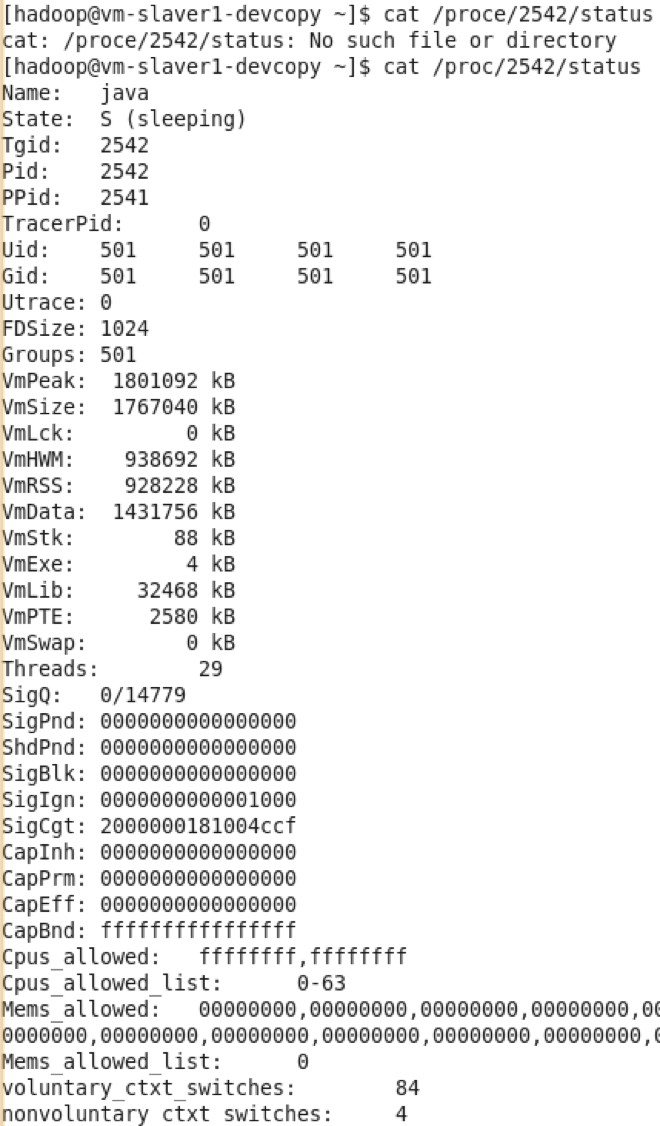 [hadoop@vm-slaver1-devcopy ~]$ cat /proce/2542/status
cat: /proce/2542/status: No such file or directory
[hadoop@vm-slaver1-devcopy ~]$ cat /proc/2542/status
Name:   java
State:  S (sleeping)
Tgid:   2542
Pid:    2542
PPid:   2541
TracerPid:      0
Uid:    501     501     501     501
Gid:    501     501     501     501
Utrace: 0
FDSize: 1024
Groups: 501
VmPeak:  1801092 kB
VmSize:  1767040 kB
VmLck:         0 kB
VmHWM:    938692 kB
VmRSS:    928228 kB
VmData:  1431756 kB
VmStk:        88 kB
VmExe:         4 kB
VmLib:     32468 kB
VmPTE:      2580 kB
VmSwap:        0 kB
Threads:        29
SigQ:   0/14779
SigPnd: 0000000000000000
ShdPnd: 0000000000000000
SigBlk: 0000000000000000
SigIgn: 0000000000001000
SigCgt: 2000000181004ccf
CapInh: 0000000000000000
CapPrm: 0000000000000000
CapEff: 0000000000000000
CapBnd: ffffffffffffffff
Cpus_allowed:   ffffffff,ffffffff
Cpus_allowed_list:      0-63
Mems_allowed:   00000000,00000000,00000000,00000000,00
0000000,00000000,00000000,00000000,00000000,00000000,0
Mems_allowed_list:      0
voluntary_ctxt_switches:        84
nonvoluntary_ctxt_switches:     4